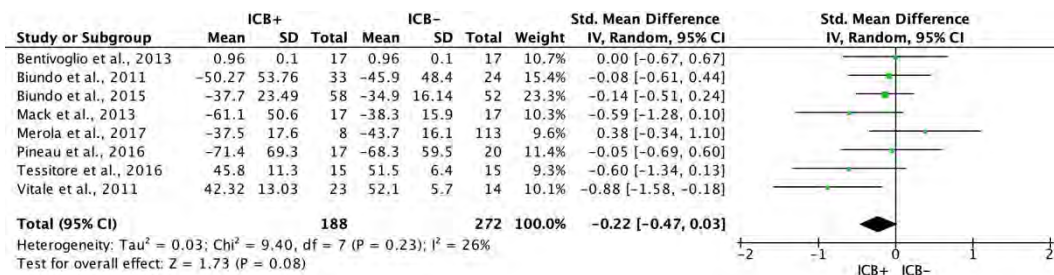 ICB+ ICB− Std. Mean Difference Std. Mean Difference
Study or Subgroup Mean SD Total Mean SD Total Weight IV, Random, 95% CI IV, Random, 95% CI
Bentivoglio et al., 2013 0.96 0.1 17 0.96 0.1 17 10.7% 0.00 [−0.67, 0.67]
Biundo et al., 2011 −50.27 53.76 33 −45.9 48.4 24 15.4% −0.08 [−0.61, 0.44]
Biundo et al., 2015 −37.7 23.49 58 −34.9 16.14 52 23.3% −0.14 [−0.51, 0.24]
Mack et al., 2013 −61.1 50.6 17 −38.3 15.9 17 10.3% −0.59 [−1.28, 0.10]
Merola et al., 2017 −37.5 17.6 8 −43.7 16.1 113 9.6% 0.38 [−0.34, 1.10]
Pineau et al., 2016 −71.4 69.3 17 −68.3 59.5 20 11.4% −0.05 [−0.69, 0.60]
Tessitore et al., 2016 45.8 11.3 15 51.5 6.4 15 9.3% −0.60 [−1.34, 0.13]
Vitale et al., 2011 42.32 13.03 23 52.1 5.7 14 10.1% −0.88 [−1.58, −0.18]
Total (95% CI) 188 272 100.0% −0.22 [−0.47, 0.03]
Heterogeneity: Tau² = 0.03; Chi² = 9.40, df = 7 (P = 0.23); I² = 26%
Test for overall effect: Z = 1.73 (P = 0.08)
−2 −1 0 1 2
ICB+ ICB−